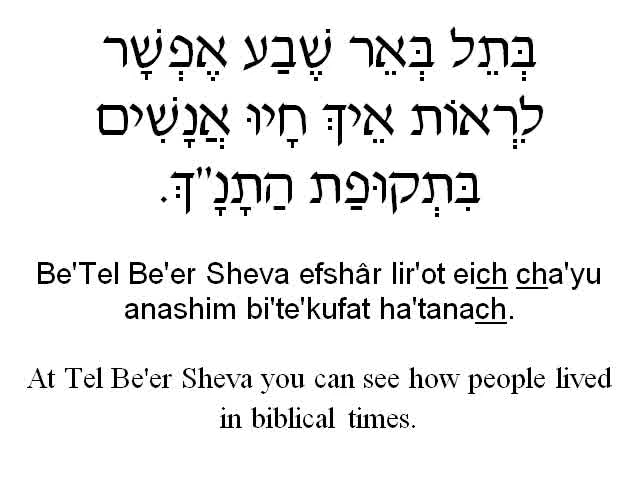 בְּתֵל בְּאֵר שֶׁבַע אֶפְשָׁר
לִרְאוֹת אֵיךְ חָיוּ אֲנָשִׁים
בִּתְקוּפַת הַתָנָ"ךְ.
Be'Tel Be'er Sheva efshâr lir'ot eich cha'yu
anashim bi'te'kufat ha'tanach.
At Tel Be'er Sheva you can see how people lived
in biblical times.